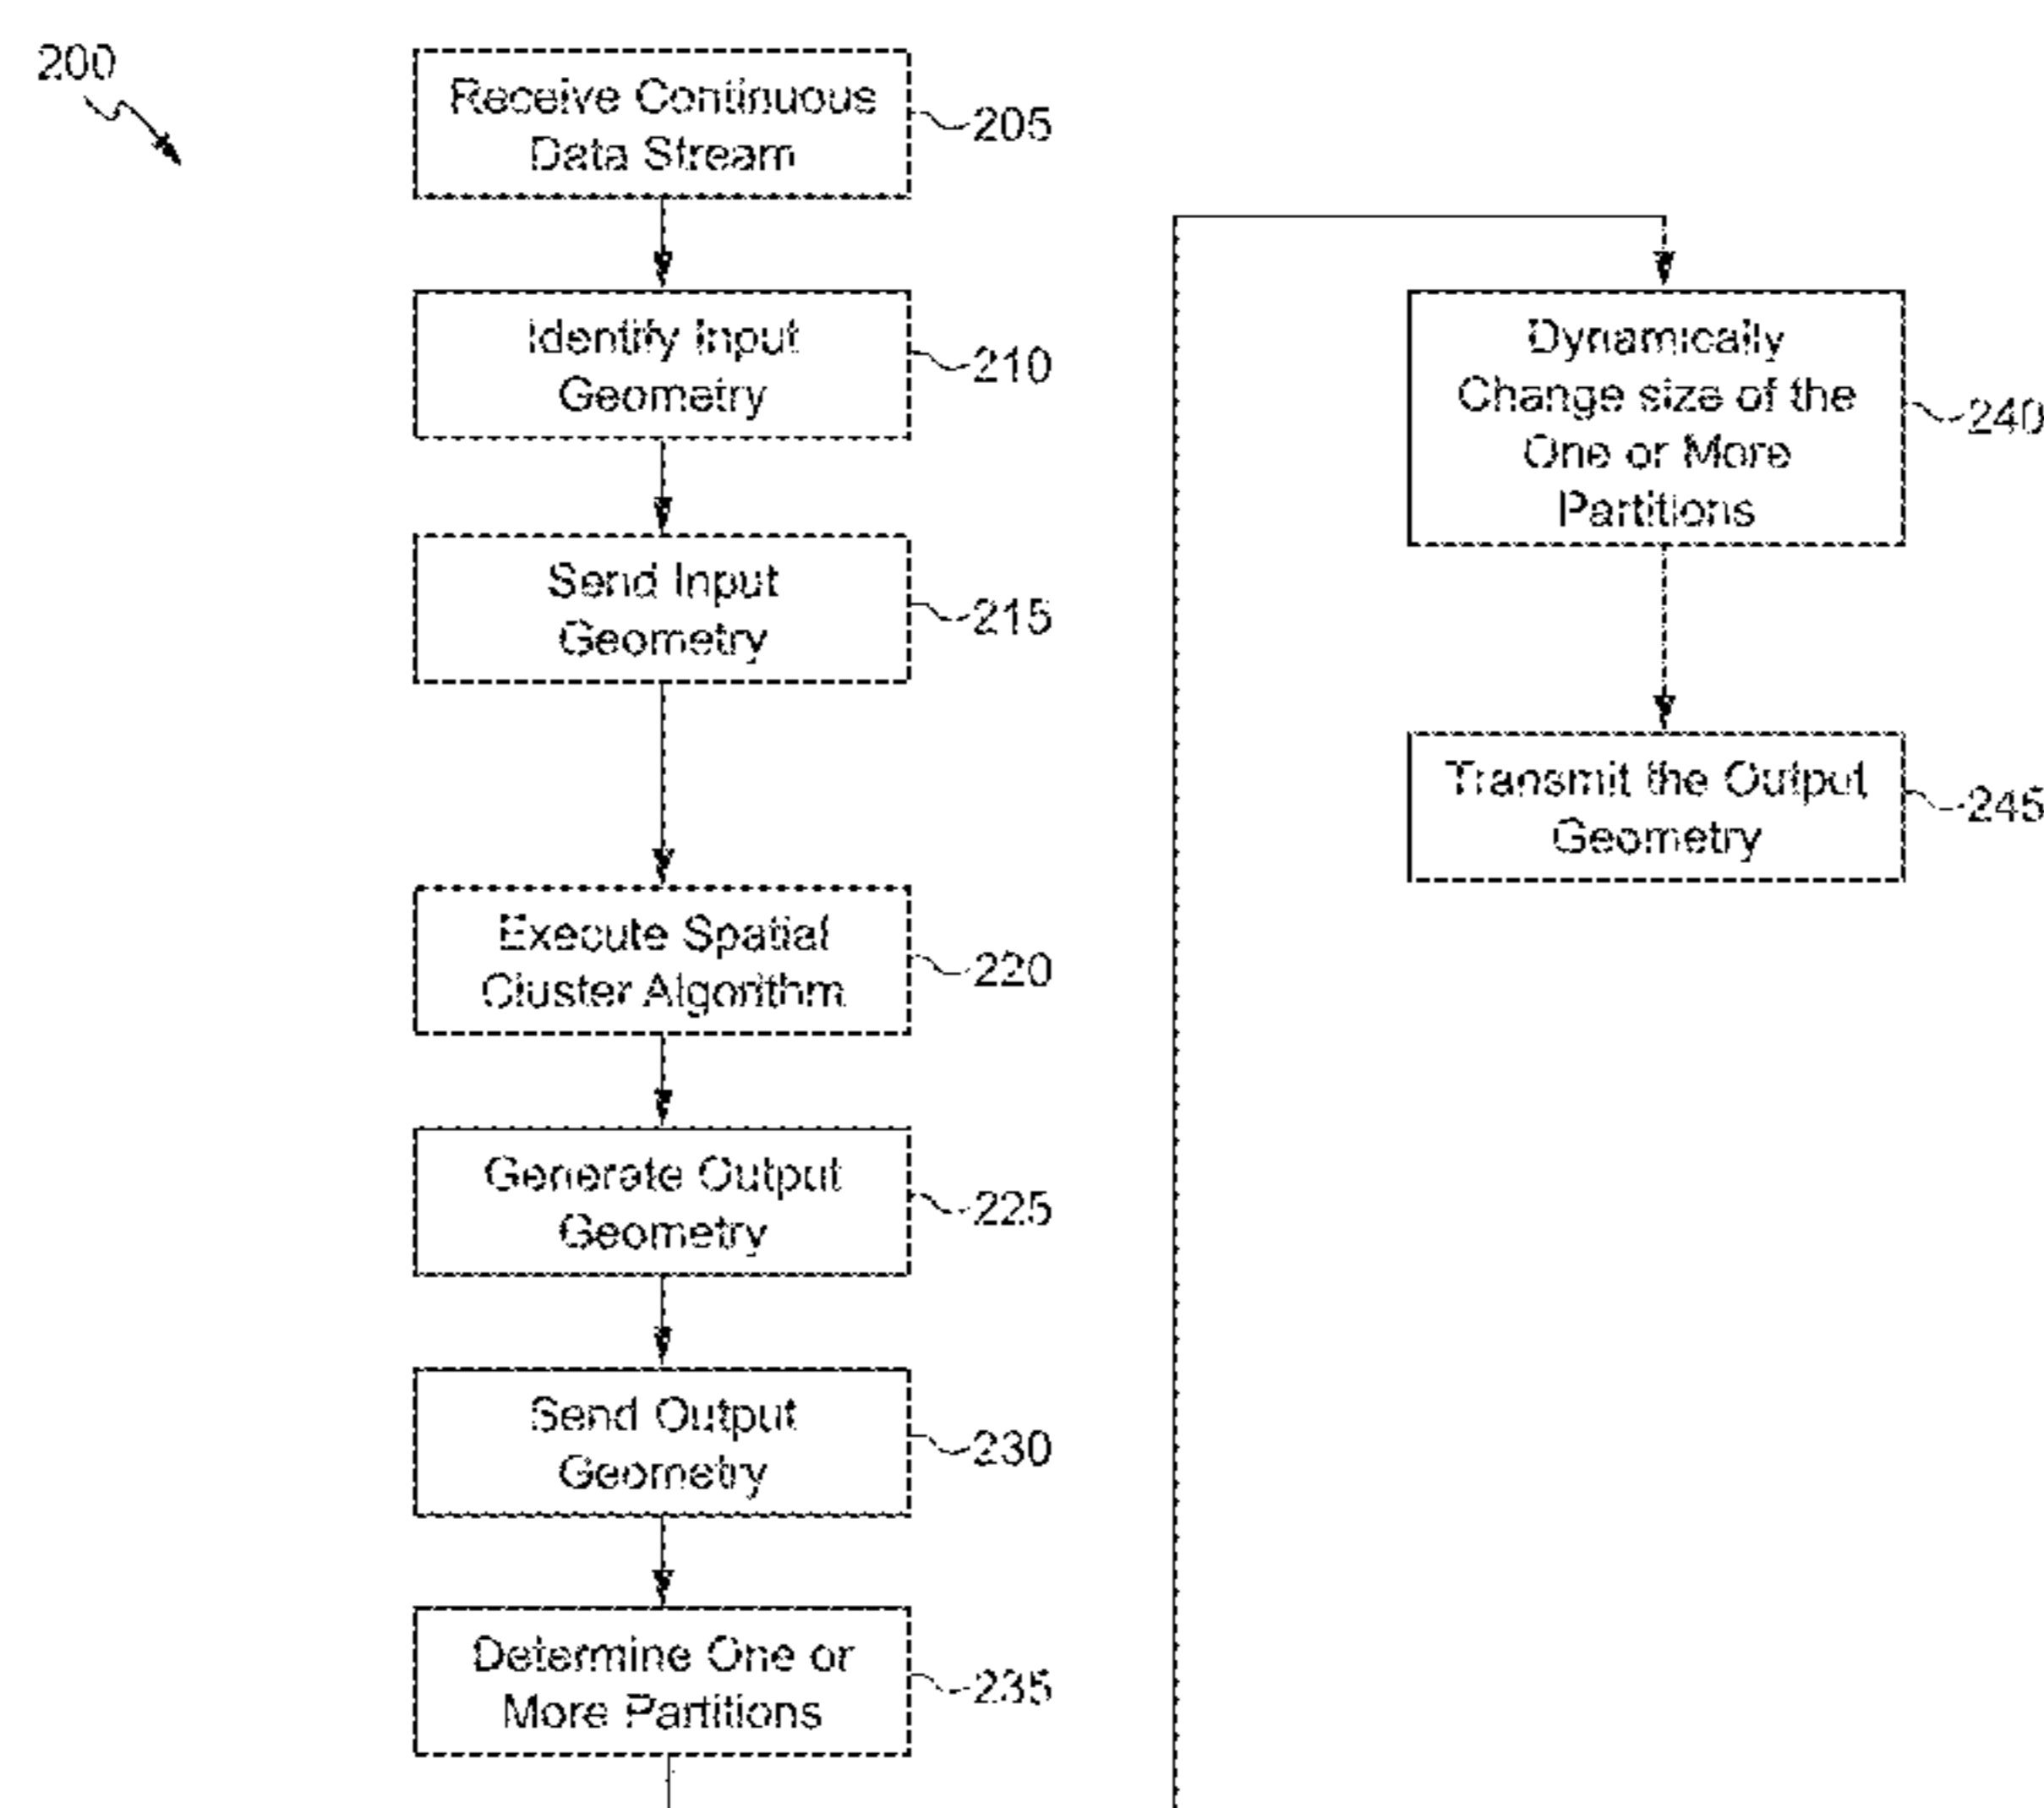 200
Receive Continuous
Data Stream
205
Identify Input
Geometry
210
Send Input
Geometry
215
Execute Spatial
Cluster Algorithm
220
Generate Output
Geometry
225
Send Output
Geometry
230
Determine One or
More Partitions
235
Dynamically
Change size of the
One or More
Partitions
240
Transmit the Output
Geometry
245